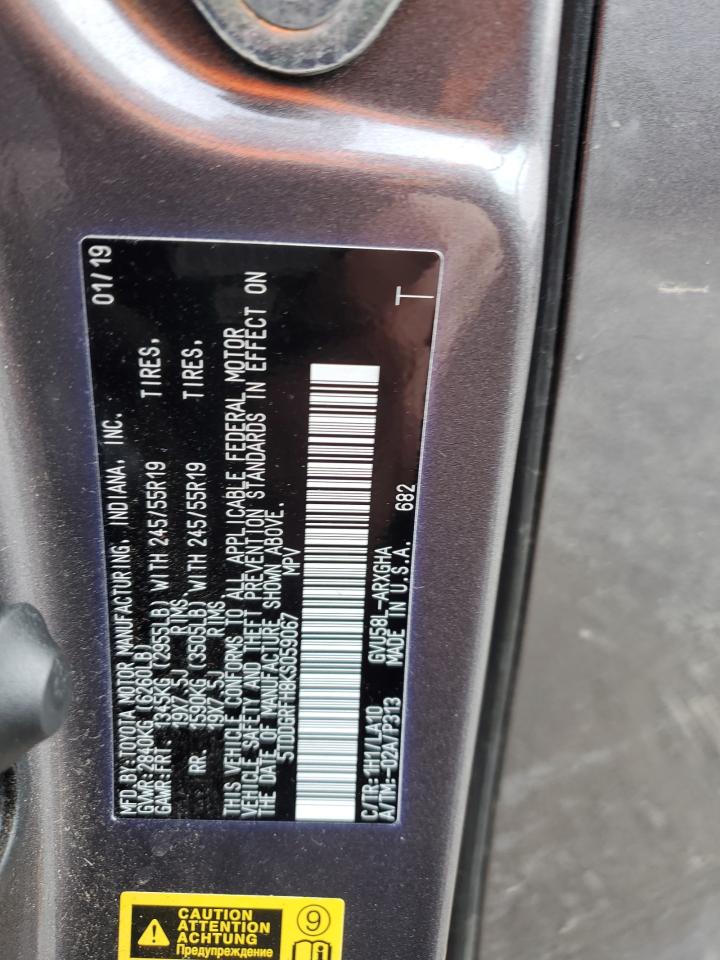 MFD.BY:TOYOTA MOTOR MANUFACTURING, INDIANA, INC. 01/19
GVWR:2840KG (6260LB)
GAWR:FRT. 1345KG (2955LB) WITH 245/55R19 TIRES,
19X7.5J RIMS
RR. 1590KG (3505LB) WITH 245/55R19 TIRES.
19X7.5J RIMS
THIS VEHICLE CONFORMS TO ALL APPLICABLE FEDERAL MOTOR
VEHICLE SAFETY AND THEFT PREVENTION STANDARDS IN EFFECT ON
THE DATE OF MANUFACTURE SHOWN ABOVE.
5TDDGRFH8KS059067 MPV
C/TR:1H1/LA10 GVU58L-ARXGHA 682 T
A/TM:-02A/P313 MADE IN U.S.A.
CAUTION
ATTENTION
ACHTUNG
Предупреждение
9